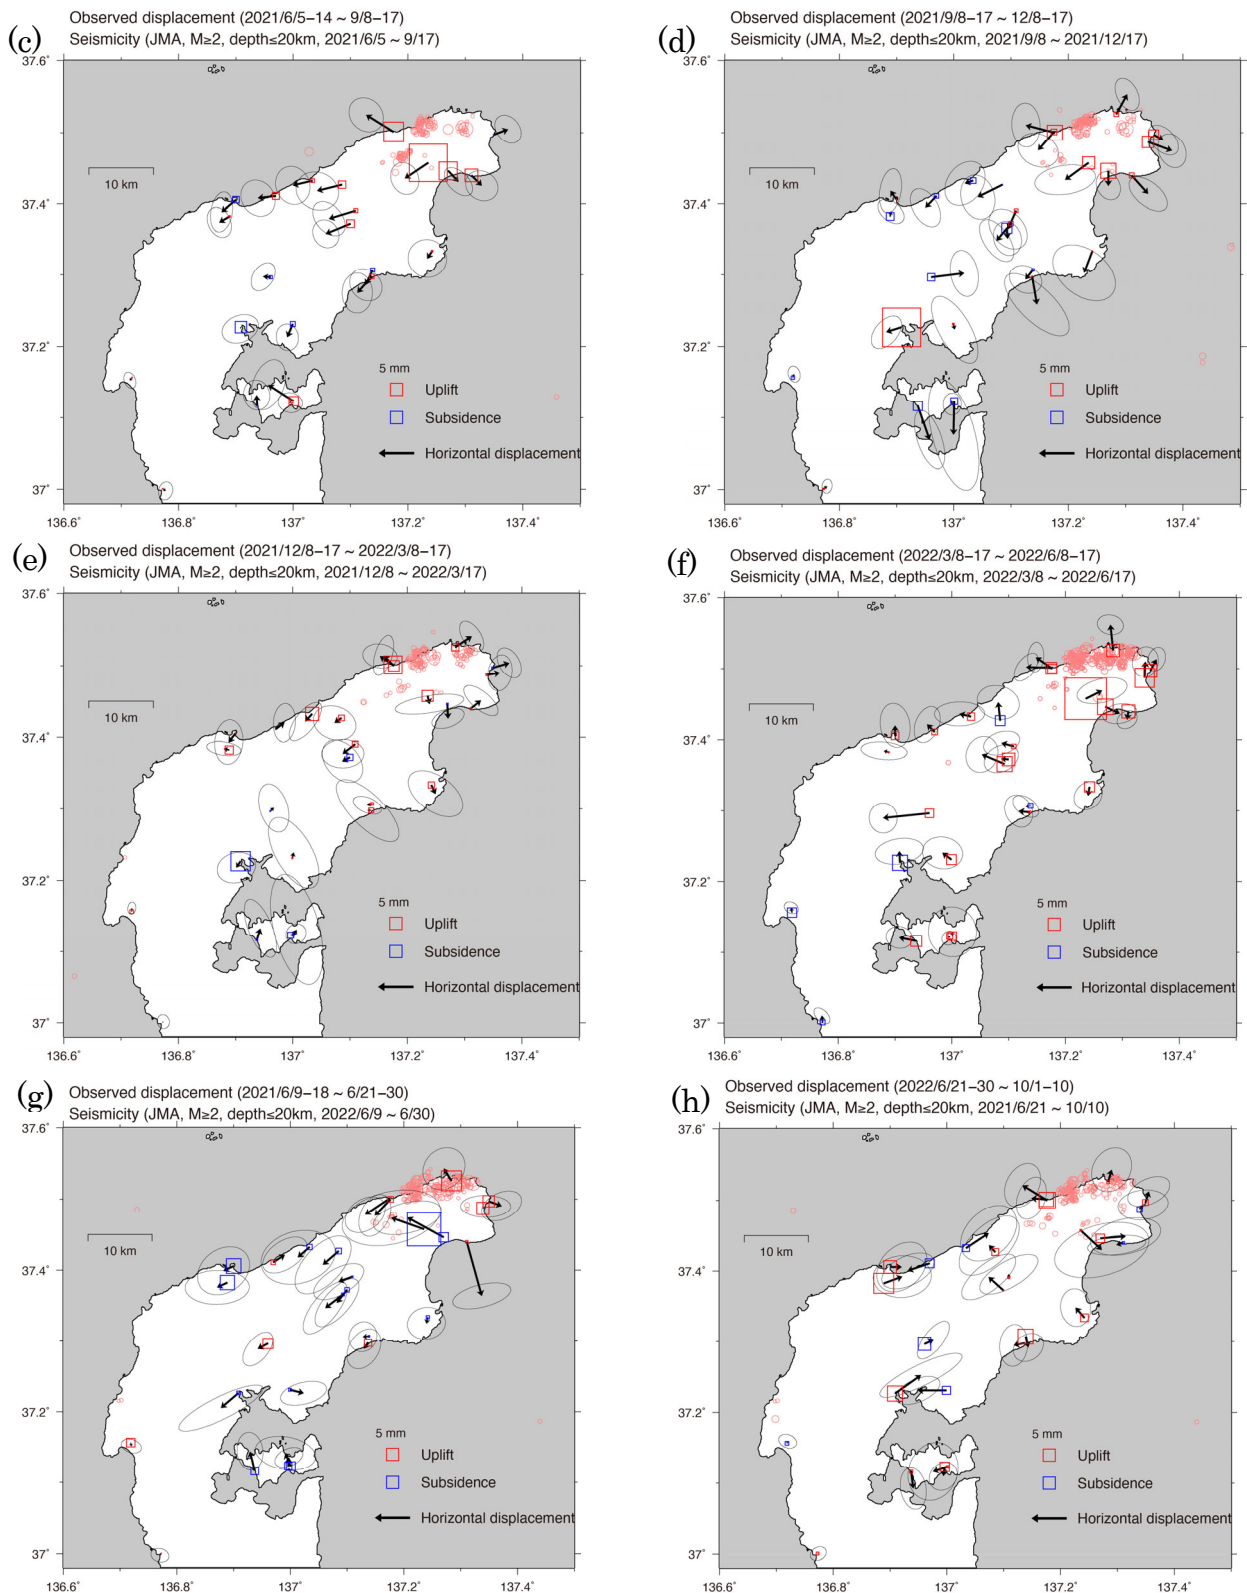 (c)
Observed displacement (2021/6/5–14 ~ 9/8–17)
Seismicity (JMA, M≥2, depth≤20km, 2021/6/5 ~ 9/17)
37.6°
37.4°
37.2°
37°
136.6° 136.8° 137° 137.2° 137.4°
10 km
5 mm
Uplift
Subsidence
Horizontal displacement
(d)
Observed displacement (2021/9/8–17 ~ 12/8–17)
Seismicity (JMA, M≥2, depth≤20km, 2021/9/8 ~ 2021/12/17)
37.6°
37.4°
37.2°
37°
136.6° 136.8° 137° 137.2° 137.4°
10 km
5 mm
Uplift
Subsidence
Horizontal displacement
(e)
Observed displacement (2021/12/8–17 ~ 2022/3/8–17)
Seismicity (JMA, M≥2, depth≤20km, 2021/12/8 ~ 2022/3/17)
37.6°
37.4°
37.2°
37°
136.6° 136.8° 137° 137.2° 137.4°
10 km
5 mm
Uplift
Subsidence
Horizontal displacement
(f)
Observed displacement (2022/3/8–17 ~ 2022/6/8–17)
Seismicity (JMA, M≥2, depth≤20km, 2022/3/8 ~ 2022/6/17)
37.6°
37.4°
37.2°
37°
136.6° 136.8° 137° 137.2° 137.4°
10 km
5 mm
Uplift
Subsidence
Horizontal displacement
(g)
Observed displacement (2021/6/9–18 ~ 6/21–30)
Seismicity (JMA, M≥2, depth≤20km, 2022/6/9 ~ 6/30)
37.6°
37.4°
37.2°
37°
136.6° 136.8° 137° 137.2° 137.4°
10 km
5 mm
Uplift
Subsidence
Horizontal displacement
(h)
Observed displacement (2022/6/21–30 ~ 10/1–10)
Seismicity (JMA, M≥2, depth≤20km, 2021/6/21 ~ 10/10)
37.6°
37.4°
37.2°
37°
136.6° 136.8° 137° 137.2° 137.4°
10 km
5 mm
Uplift
Subsidence
Horizontal displacement